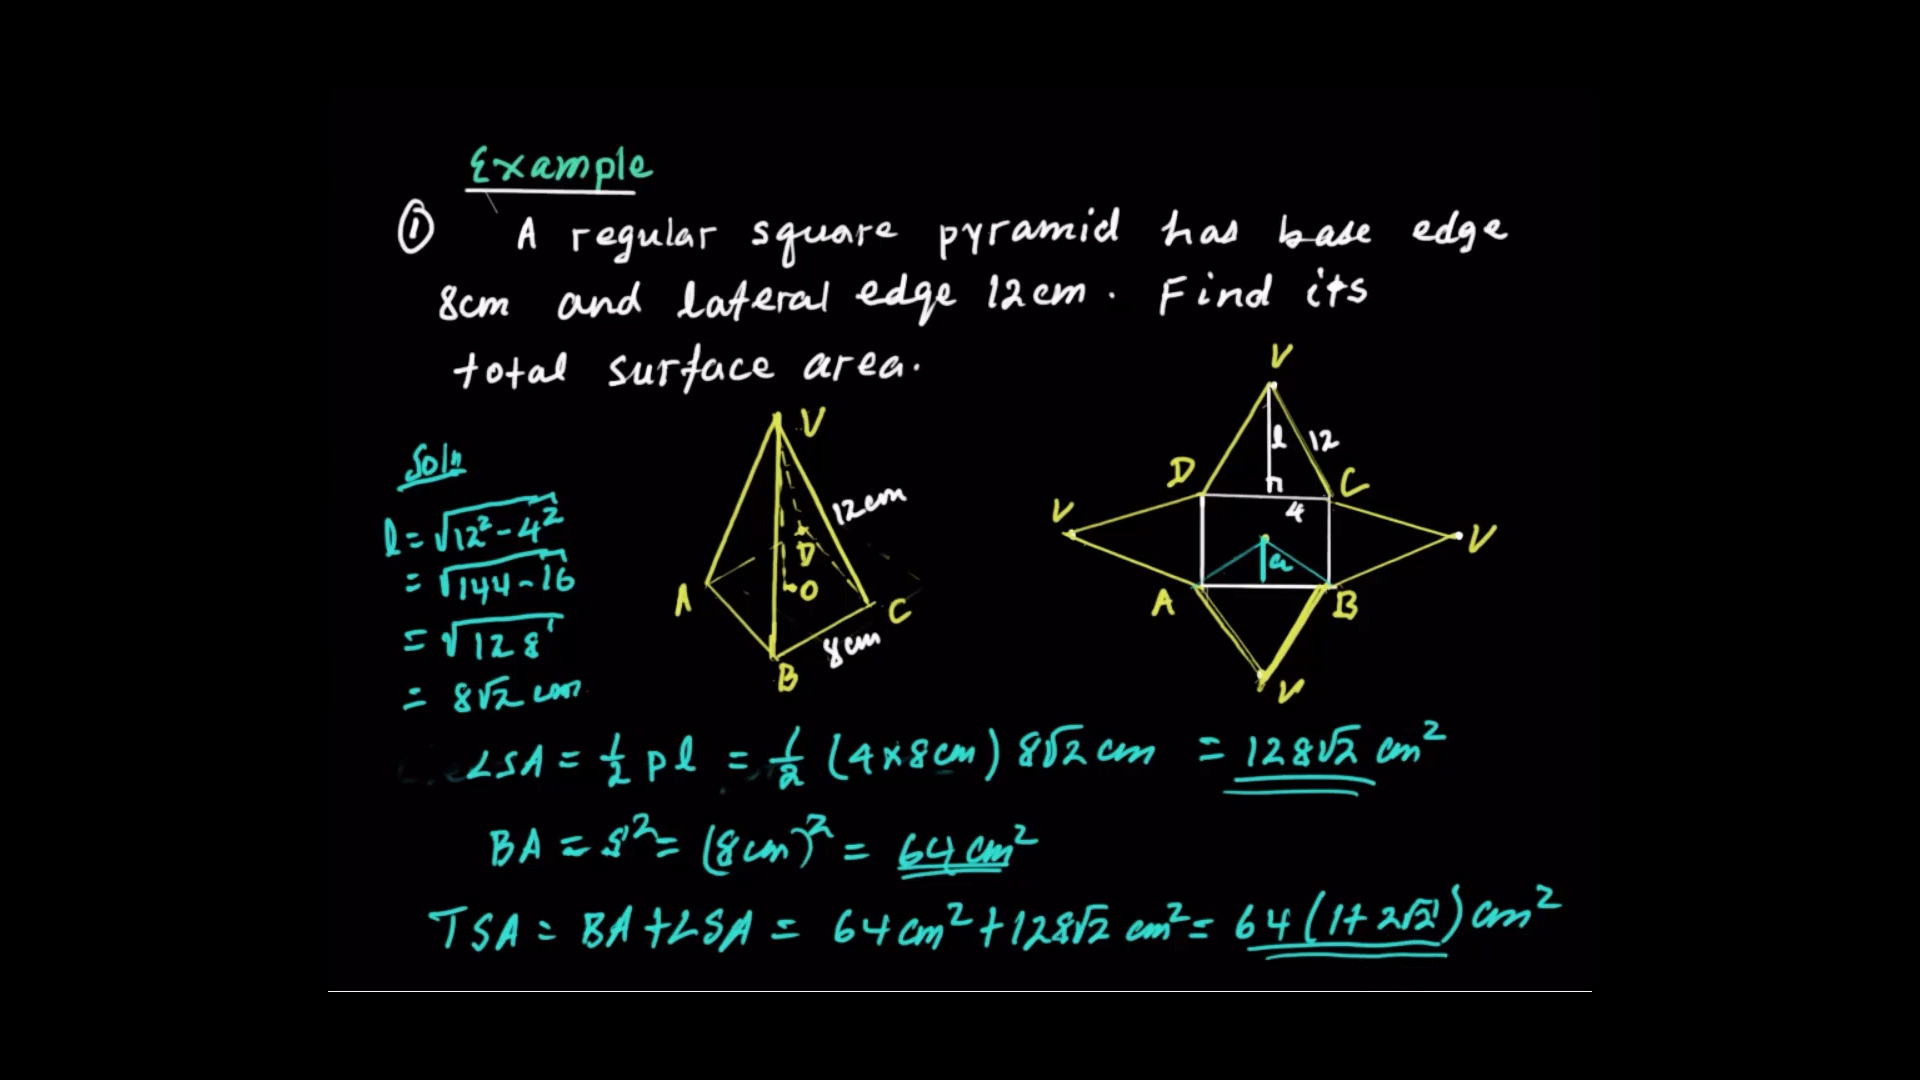 Example
① A regular square pyramid has base edge
8cm and lateral edge 12cm. Find its
total surface area.
Soln
l = √12² - 4²
= √144 - 16
= √128
= 8√2 cm
V
12cm
A
D
O
C
8cm
B
V
l
12
D
C
4
V
V
a
A
B
V
LSA = 1/2 pl = 1/2 (4×8cm) 8√2 cm = 128√2 cm²
BA = s² = (8cm)² = 64 cm²
TSA = BA + LSA = 64 cm² + 128√2 cm² = 64 (1 + 2√2) cm²